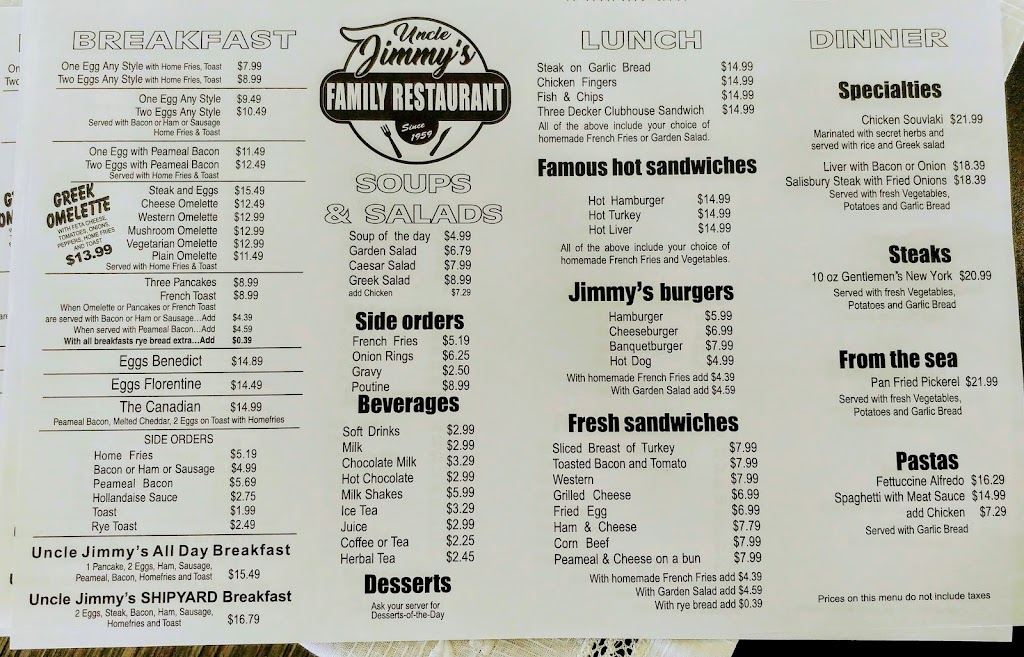 BREAKFAST
One Egg Any Style with Home Fries, Toast $7.99
Two Eggs Any Style with Home Fries, Toast $8.99
One Egg Any Style $9.49
Two Eggs Any Style $10.49
Served with Bacon or Ham or Sausage
Home Fries & Toast
One Egg with Peameal Bacon $11.49
Two Eggs with Peameal Bacon $12.49
Served with Home Fries & Toast
GREEK
OMELETTE
WITH FETA CHEESE,
TOMATOES, ONIONS,
PEPPERS, HOME FRIES
AND TOAST
$13.99
Steak and Eggs $15.49
Cheese Omelette $12.49
Western Omelette $12.99
Mushroom Omelette $12.99
Vegetarian Omelette $12.99
Plain Omelette $11.49
Served with Home Fries & Toast
Three Pancakes $8.99
French Toast $8.99
When Omelette or Pancakes or French Toast
are served with Bacon or Ham or Sausage...Add $4.39
When served with Peameal Bacon...Add $4.59
With all breakfasts rye bread extra...Add $0.39
Eggs Benedict $14.89
Eggs Florentine $14.49
The Canadian $14.99
Peameal Bacon, Melted Cheddar, 2 Eggs on Toast with Homefries
SIDE ORDERS
Home Fries $5.19
Bacon or Ham or Sausage $4.99
Peameal Bacon $5.69
Hollandaise Sauce $2.75
Toast $1.99
Rye Toast $2.49
Uncle Jimmy's All Day Breakfast
1 Pancake, 2 Eggs, Ham, Sausage,
Peameal, Bacon, Homefries and Toast $15.49
Uncle Jimmy's SHIPYARD Breakfast
2 Eggs, Steak, Bacon, Ham, Sausage,
Homefries and Toast $16.79
Uncle
Jimmy's
FAMILY RESTAURANT
Since
1959
SOUPS
& SALADS
Soup of the day $4.99
Garden Salad $6.79
Caesar Salad $7.99
Greek Salad $8.99
add Chicken $7.29
Side orders
French Fries $5.19
Onion Rings $6.25
Gravy $2.50
Poutine $8.99
Beverages
Soft Drinks $2.99
Milk $2.99
Chocolate Milk $3.29
Hot Chocolate $2.99
Milk Shakes $5.99
Ice Tea $3.29
Juice $2.99
Coffee or Tea $2.25
Herbal Tea $2.45
Desserts
Ask your server for
Desserts-of-the-Day
LUNCH
Steak on Garlic Bread $14.99
Chicken Fingers $14.99
Fish & Chips $14.99
Three Decker Clubhouse Sandwich $14.99
All of the above include your choice of
homemade French Fries or Garden Salad.
Famous hot sandwiches
Hot Hamburger $14.99
Hot Turkey $14.99
Hot Liver $14.99
All of the above include your choice of
homemade French Fries and Vegetables.
Jimmy's burgers
Hamburger $5.99
Cheeseburger $6.99
Banquetburger $7.99
Hot Dog $4.99
With homemade French Fries add $4.39
With Garden Salad add $4.59
Fresh sandwiches
Sliced Breast of Turkey $7.99
Toasted Bacon and Tomato $7.99
Western $7.99
Grilled Cheese $6.99
Fried Egg $6.99
Ham & Cheese $7.79
Corn Beef $7.99
Peameal & Cheese on a bun $7.99
With homemade French Fries add $4.39
With Garden Salad add $4.59
With rye bread add $0.39
DINNER
Specialties
Chicken Souvlaki $21.99
Marinated with secret herbs and
served with rice and Greek salad
Liver with Bacon or Onion $18.39
Salisbury Steak with Fried Onions $18.39
Served with fresh Vegetables,
Potatoes and Garlic Bread
Steaks
10 oz Gentlemen's New York $20.99
Served with fresh Vegetables,
Potatoes and Garlic Bread
From the sea
Pan Fried Pickerel $21.99
Served with fresh Vegetables,
Potatoes and Garlic Bread
Pastas
Fettuccine Alfredo $16.29
Spaghetti with Meat Sauce $14.99
add Chicken $7.29
Served with Garlic Bread
Prices on this menu do not include taxes